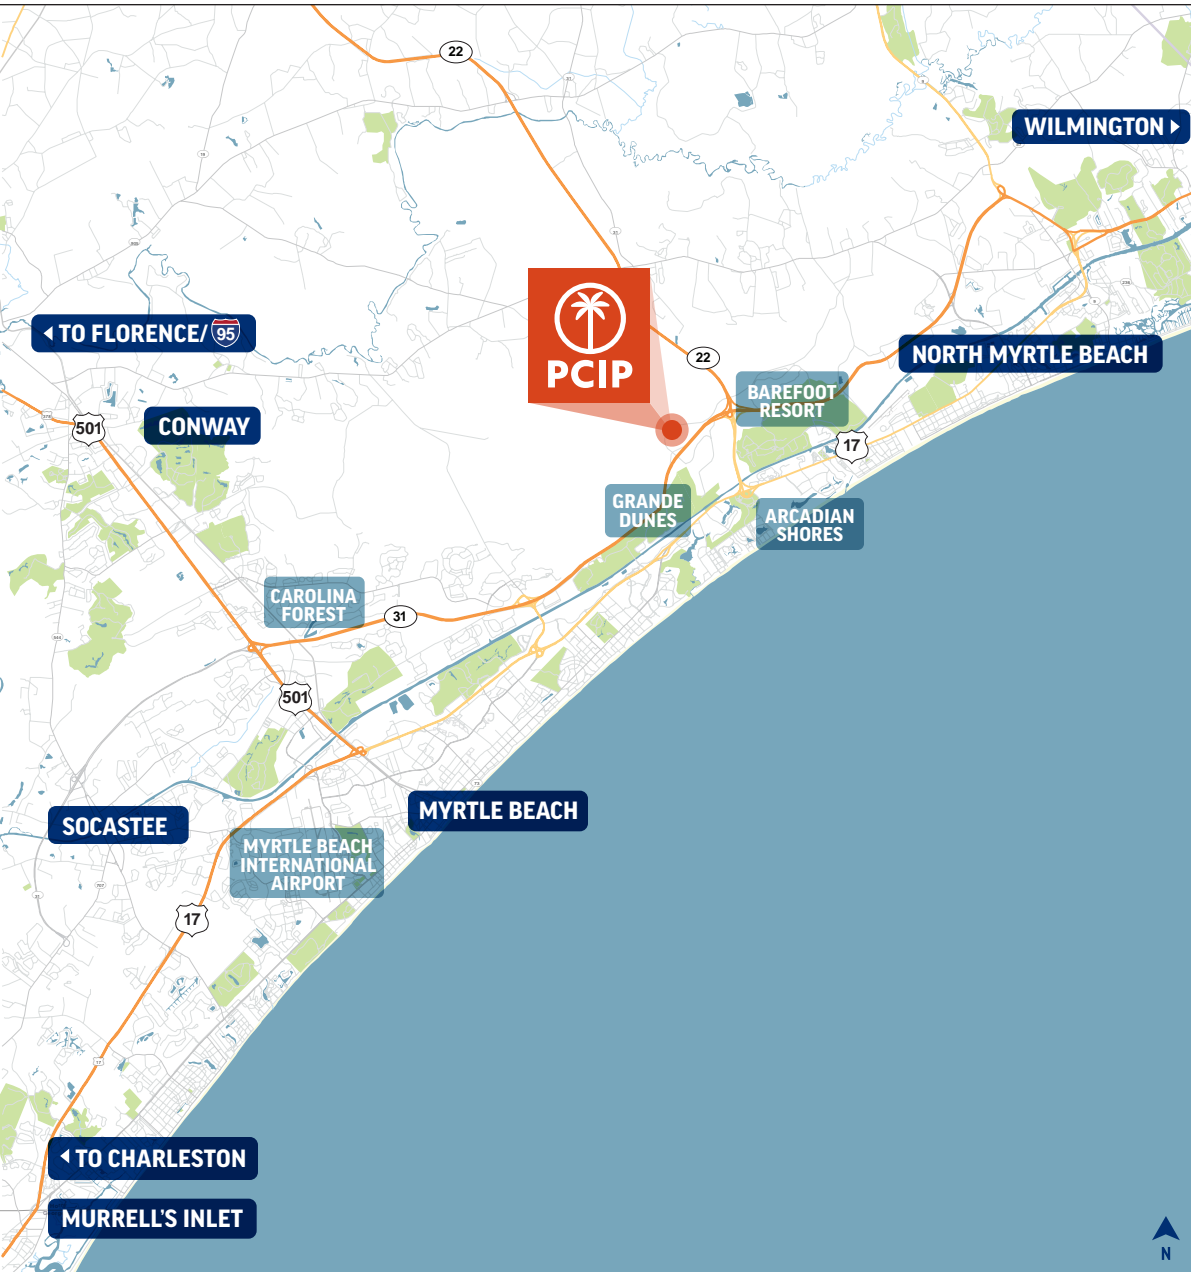 22
WILMINGTON
TO FLORENCE/ 95
PCIP
22
NORTH MYRTLE BEACH
BAREFOOT
RESORT
501
CONWAY
17
GRANDE
DUNES
ARCADIAN
SHORES
CAROLINA
FOREST
31
501
MYRTLE BEACH
SOCASTEE
MYRTLE BEACH
INTERNATIONAL
AIRPORT
17
17
TO CHARLESTON
MURRELL'S INLET
N